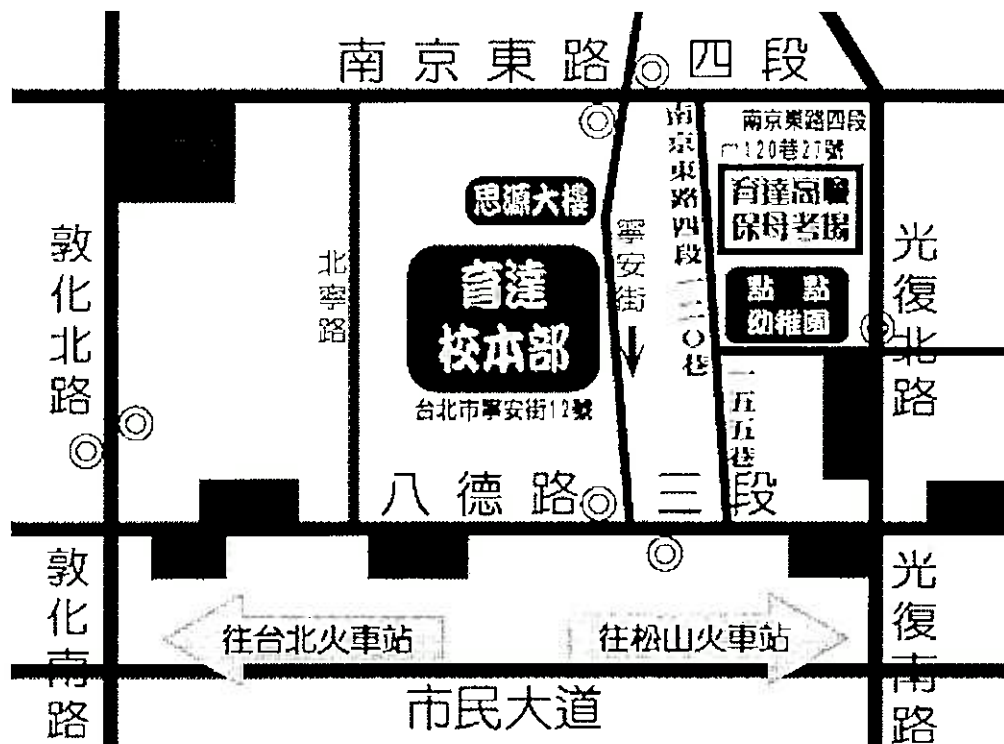 南京東路四段
南京東路四段
120巷27號
育達高職
保母考場
南京東路四段一二〇巷
思源大樓
寧安街
敦化北路
北寧路
育達
校本部
台北市寧安街12號
點點
幼稚園
光復北路
一五五巷
八德路三段
敦化南路
往台北火車站
往松山火車站
光復南路
市民大道